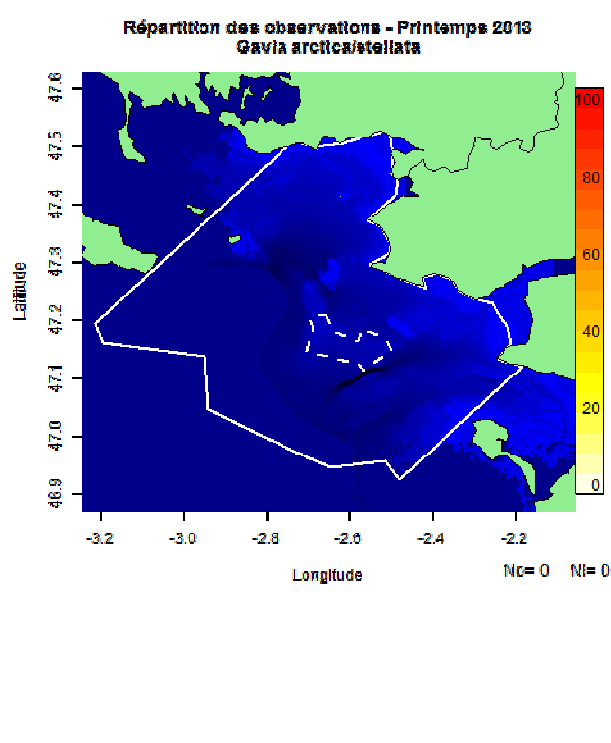 Répartition des observations - Printemps 2013
Gavia arctica/stellata
47.6
47.5
47.4
47.3
47.2
47.1
47.0
46.9
Latitude
100
80
60
40
20
0
-3.2 -3.0 -2.8 -2.6 -2.4 -2.2
Longitude
No= 0 Ni= 0